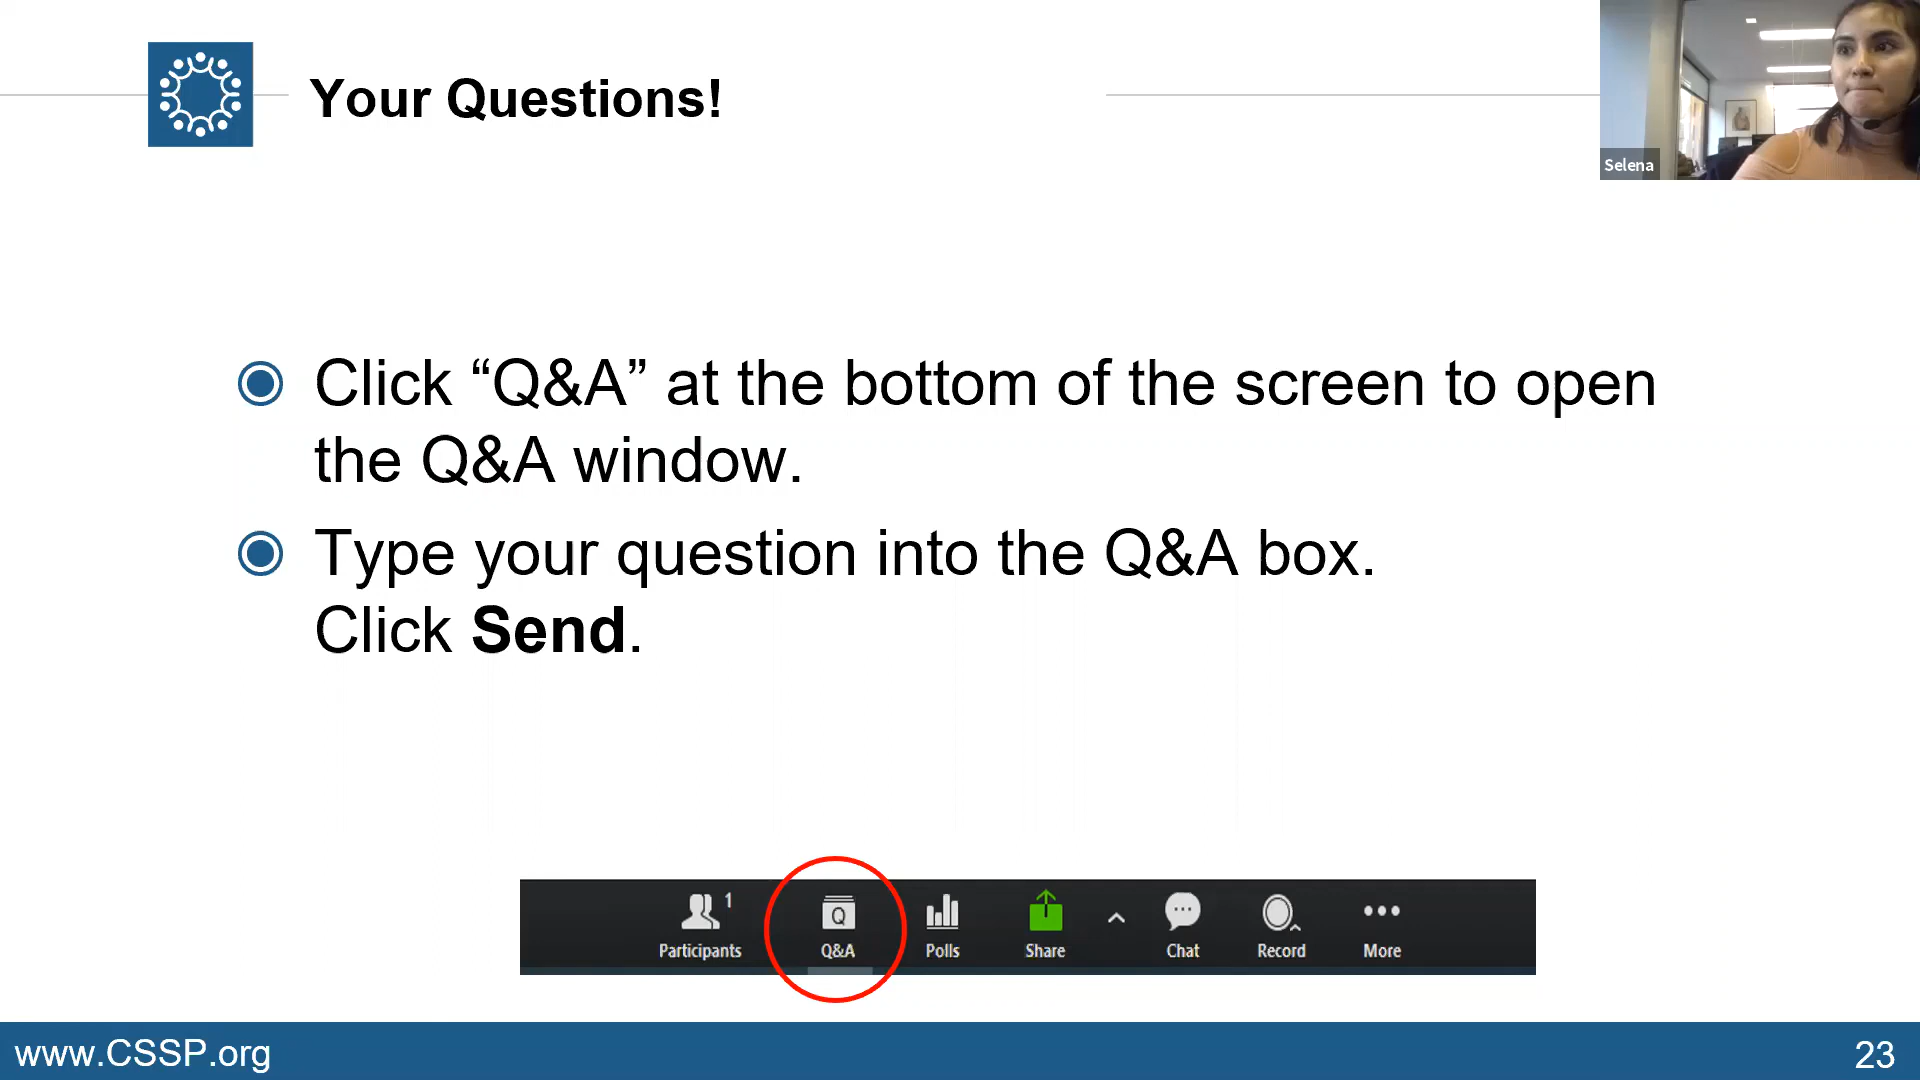 Your Questions!
Selena
Click “Q&A” at the bottom of the screen to open
the Q&A window.
Type your question into the Q&A box.
Click Send.
1
Q
Participants Q&A Polls Share Chat Record More
www.CSSP.org 23